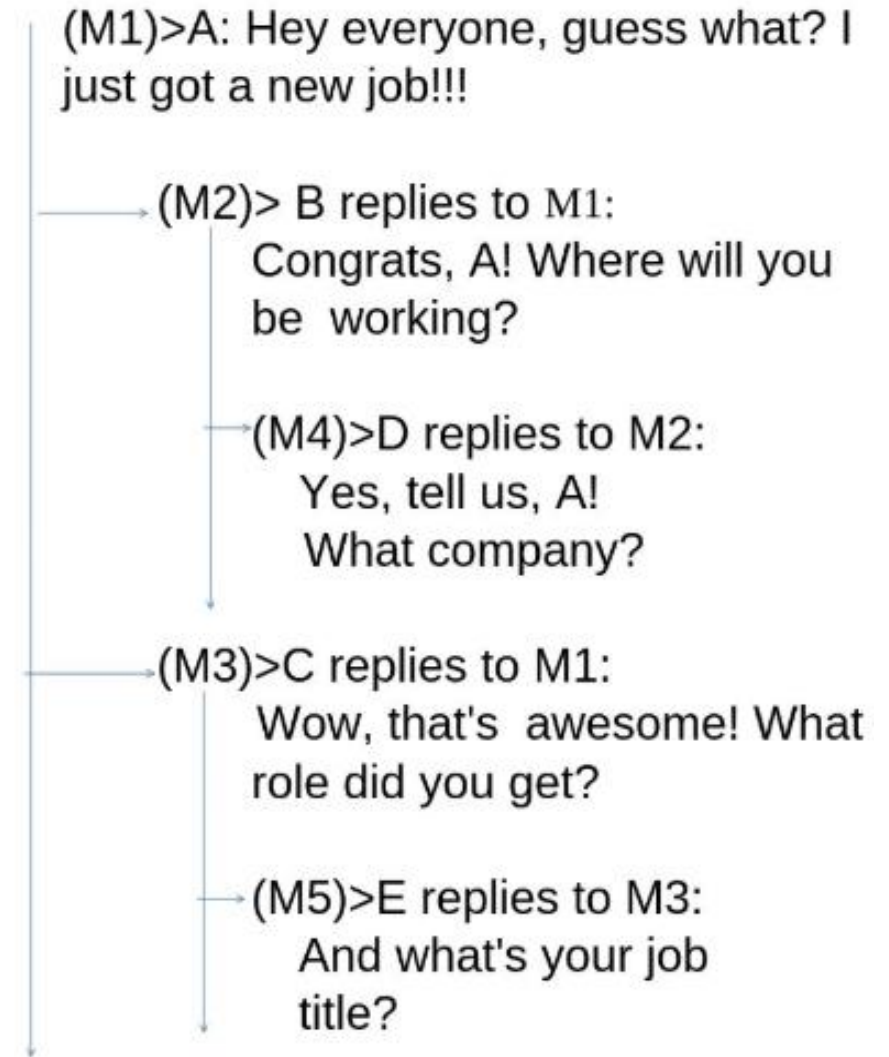 (M1)>A: Hey everyone, guess what? I
just got a new job!!!
(M2)> B replies to M1:
Congrats, A! Where will you
be working?
(M4)>D replies to M2:
Yes, tell us, A!
What company?
(M3)>C replies to M1:
Wow, that's awesome! What
role did you get?
(M5)>E replies to M3:
And what's your job
title?